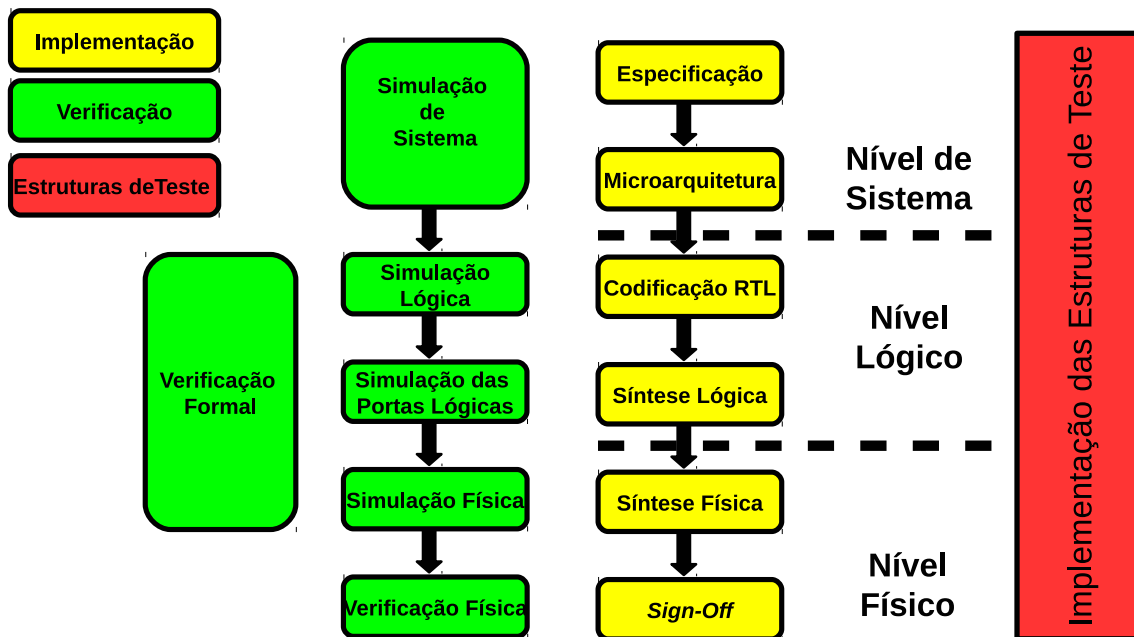 Implementação
Verificação
Estruturas deTeste
Verificação
Formal
Simulação
de
Sistema
Simulação
Lógica
Simulação das
Portas Lógicas
Simulação Física
Verificação Física
Especificação
Microarquitetura
Codificação RTL
Síntese Lógica
Síntese Física
Sign-Off
Nível de
Sistema
Nível
Lógico
Nível
Físico
Implementação das Estruturas de Teste